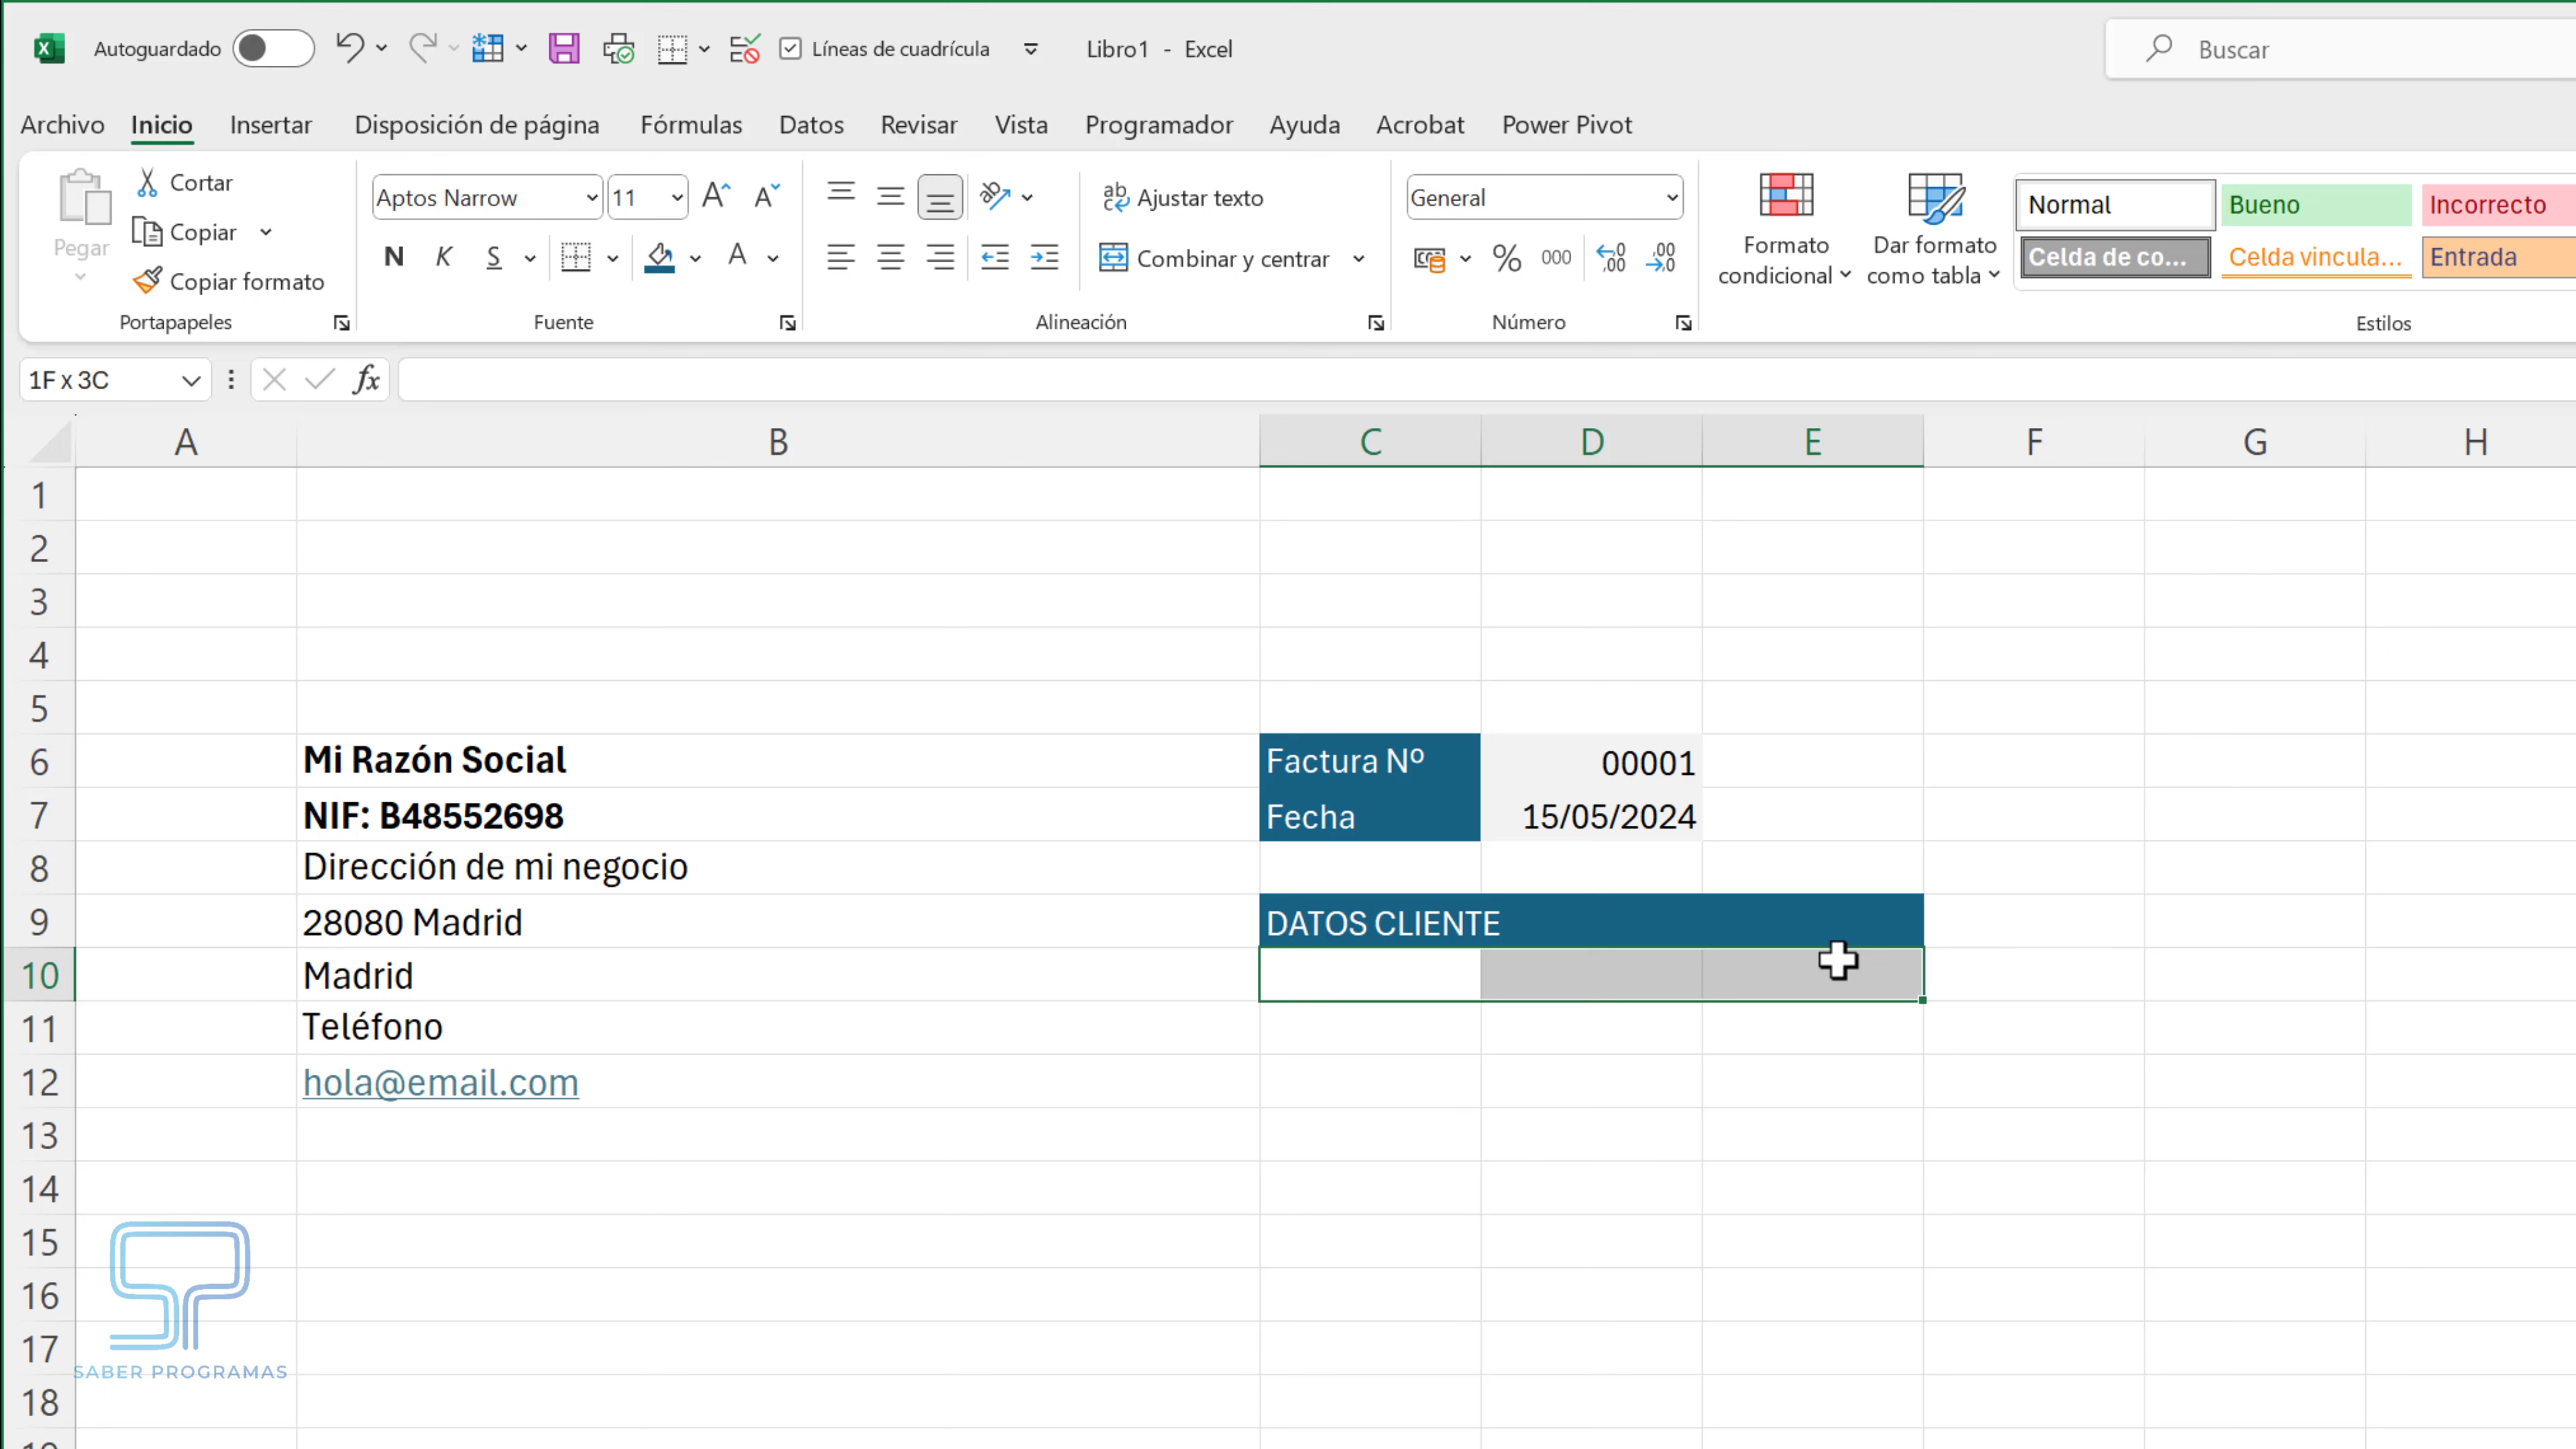 Autoguardado Líneas de cuadrícula Libro1 - Excel Buscar
Archivo Inicio Insertar Disposición de página Fórmulas Datos Revisar Vista Programador Ayuda Acrobat Power Pivot
Pegar
Cortar
Copiar
Copiar formato
Portapapeles
Aptos Narrow 11
N K S A
Fuente
Ajustar texto
Combinar y centrar
Alineación
General
% 000
Número
Formato condicional
Dar formato como tabla
Normal Bueno Incorrecto
Celda de co... Celda vincula... Entrada
Estilos
1F x 3C fx
A B C D E F G H
1
2
3
4
5
6 Mi Razón Social Factura Nº 00001
7 NIF: B48552698 Fecha 15/05/2024
8 Dirección de mi negocio
9 28080 Madrid DATOS CLIENTE
10 Madrid
11 Teléfono
12 hola@email.com
13
14
15
16
17
SABER PROGRAMAS
18